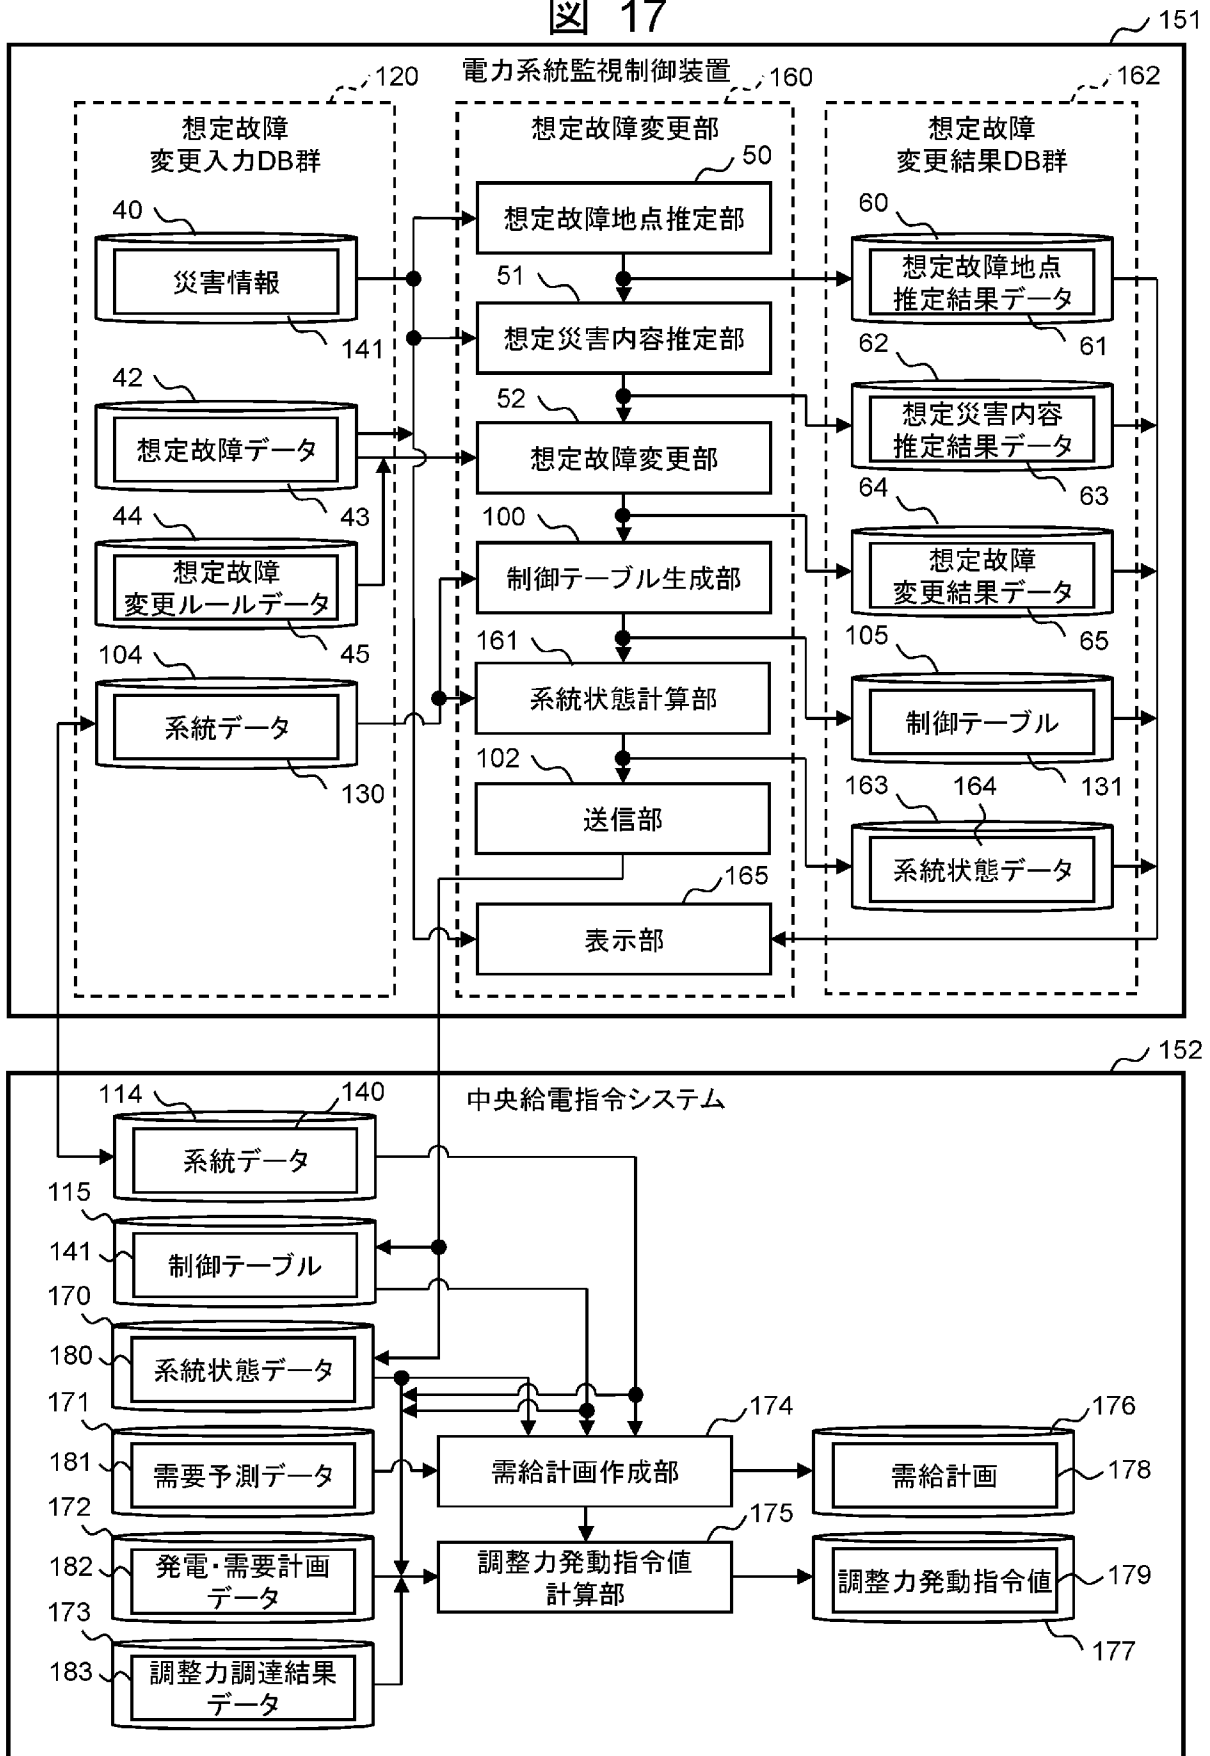 図 17
151
電力系統監視制御装置
120
160
162
想定故障
変更入力DB群
想定故障変更部
想定故障
変更結果DB群
40
災害情報
141
42
想定故障データ
43
44
想定故障
変更ルールデータ
45
104
系統データ
130
50
想定故障地点推定部
51
想定災害内容推定部
52
想定故障変更部
100
制御テーブル生成部
161
系統状態計算部
102
送信部
165
表示部
60
想定故障地点
推定結果データ
61
62
想定災害内容
推定結果データ
63
64
想定故障
変更結果データ
65
105
制御テーブル
131
163
164
系統状態データ
152
中央給電指令システム
114
140
系統データ
115
141
制御テーブル
170
180
系統状態データ
171
181
需要予測データ
172
182
発電・需要計画
データ
173
183
調整力調達結果
データ
174
需給計画作成部
175
調整力発動指令値
計算部
176
需給計画
178
調整力発動指令値
179
177